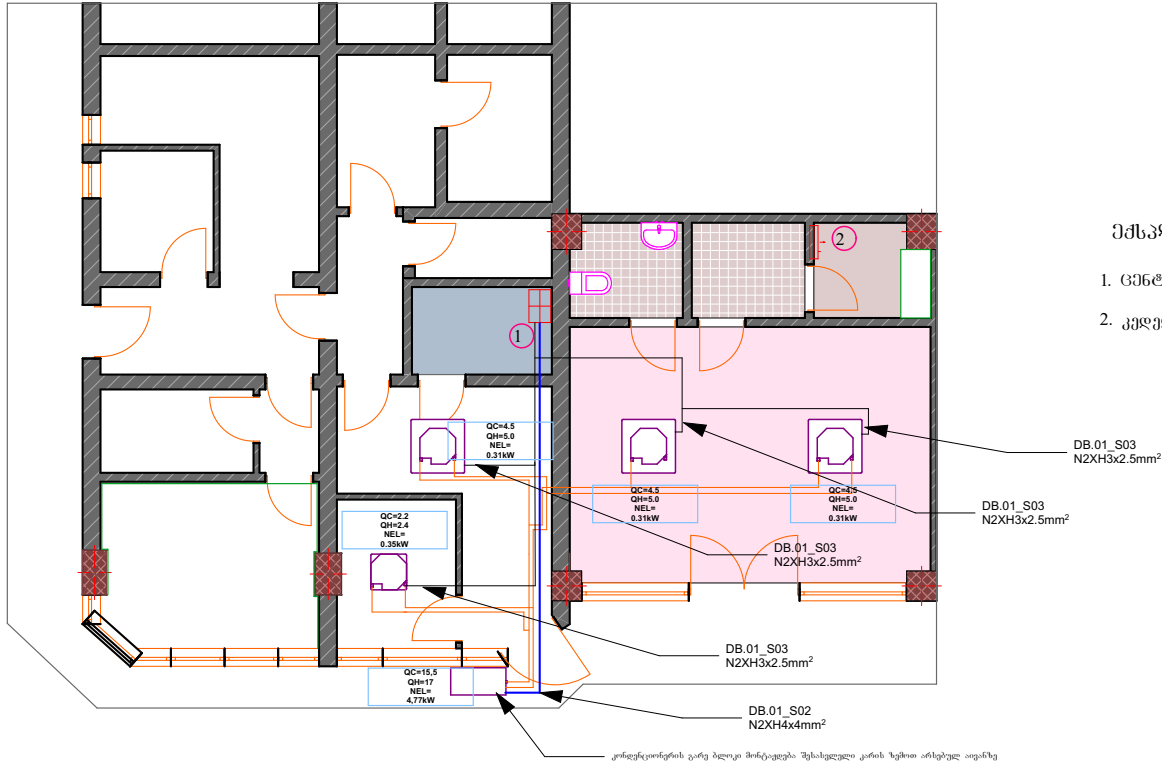 2
1
1.
2.
QC=4.5
QH=5.0
NEL=
0.31kW
DB.01_S03
N2XH3x2.5mm²
QC=4.5
QH=5.0
NEL=
0.31kW
QC=4.5
QH=5.0
NEL=
0.31kW
DB.01_S03
N2XH3x2.5mm²
QC=2.2
QH=2.4
NEL=
0.35kW
DB.01_S03
N2XH3x2.5mm²
DB.01_S03
N2XH3x2.5mm²
QC=15,5
QH=17
NEL=
4,77kW
DB.01_S02
N2XH4x4mm²
კონდენციონერის გარე ბლოკი მონტაჟდება შესასვლელი კარის ზემოთ არსებულ აივანზე